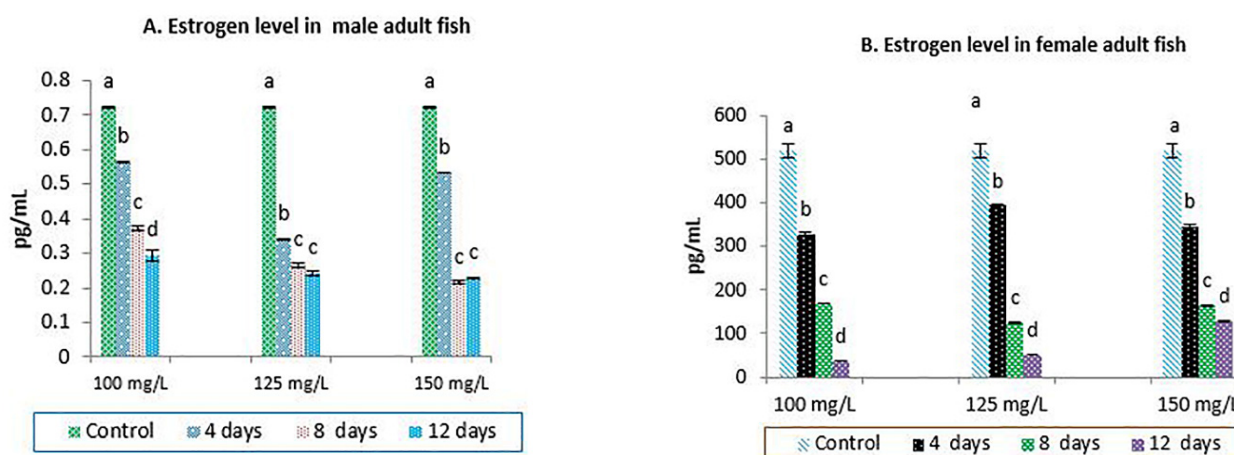 A. Estrogen level in male adult fish
pg/mL
0.8
0.7
0.6
0.5
0.4
0.3
0.2
0.1
0
a
b
c
d
a
b
c
c
a
b
c
c
100 mg/L
125 mg/L
150 mg/L
Control
4 days
8 days
12 days
B. Estrogen level in female adult fish
pg/mL
600
500
400
300
200
100
0
a
b
c
d
a
b
c
d
a
b
c
d
100 mg/L
125 mg/L
150 mg/L
Control
4 days
8 days
12 days